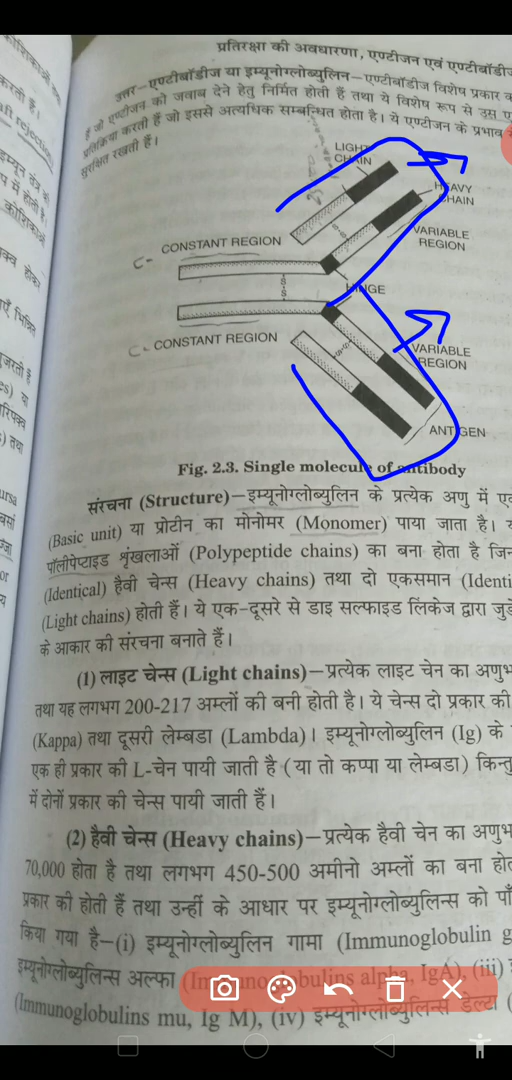 प्रतिरक्षा की अवधारणा, एण्टीजन एवं एण्टीबॉडीज
उत्तर–एण्टीबॉडीज या इम्यूनोग्लोब्युलिन–एण्टीबॉडीज विशेष प्रकार
हैं जो एण्टीजन को जवाब देने हेतु निर्मित होती हैं तथा ये विशेष रूप से उस
प्रतिक्रिया करती हैं जो इससे अत्यधिक सम्बन्धित होता है। ये एण्टीजन के प्रभाव
सुरक्षित रखती हैं।
LIGHT CHAIN
HEAVY CHAIN
VARIABLE REGION
C- CONSTANT REGION
S-S
HINGE
C- CONSTANT REGION
VARIABLE REGION
ANTIGEN
Fig. 2.3. Single molecule of antibody
संरचना (Structure)–इम्यूनोग्लोब्युलिन के प्रत्येक अणु में
(Basic unit) या प्रोटीन का मोनोमर (Monomer) पाया जाता है।
पॉलीपेप्टाइड शृंखलाओं (Polypeptide chains) का बना होता है जिन
(Identical) हैवी चेन्स (Heavy chains) तथा दो एकसमान (Identi
(Light chains) होती हैं। ये एक-दूसरे से डाइ सल्फाइड लिंकेज द्वारा जुड़े
के आकार की संरचना बनाते हैं।
(1) लाइट चेन्स (Light chains)–प्रत्येक लाइट चेन का अणुभ
तथा यह लगभग 200-217 अम्लों की बनी होती है। ये चेन्स दो प्रकार की
(Kappa) तथा दूसरी लेम्बडा (Lambda)। इम्यूनोग्लोब्युलिन (Ig) के
एक ही प्रकार की L-चेन पायी जाती है (या तो कप्पा या लेम्बडा) किन्तु
में दोनों प्रकार की चेन्स पायी जाती हैं।
(2) हैवी चेन्स (Heavy chains)–प्रत्येक हैवी चेन का अणुभ
70,000 होता है तथा लगभग 450-500 अमीनो अम्लों का बना होत
प्रकार की होती हैं तथा उन्हीं के आधार पर इम्यूनोग्लोब्युलिन्स को पाँ
किया गया है–(i) इम्यूनोग्लोब्युलिन गामा (Immunoglobulin g
इम्यूनोग्लोब्युलिन्स अल्फा (Immunoglobulins alpha, IgA), (iii)
(Immunoglobulins mu, Ig M), (iv) इम्यूनोग्लोब्युलिन्स डेल्टा (